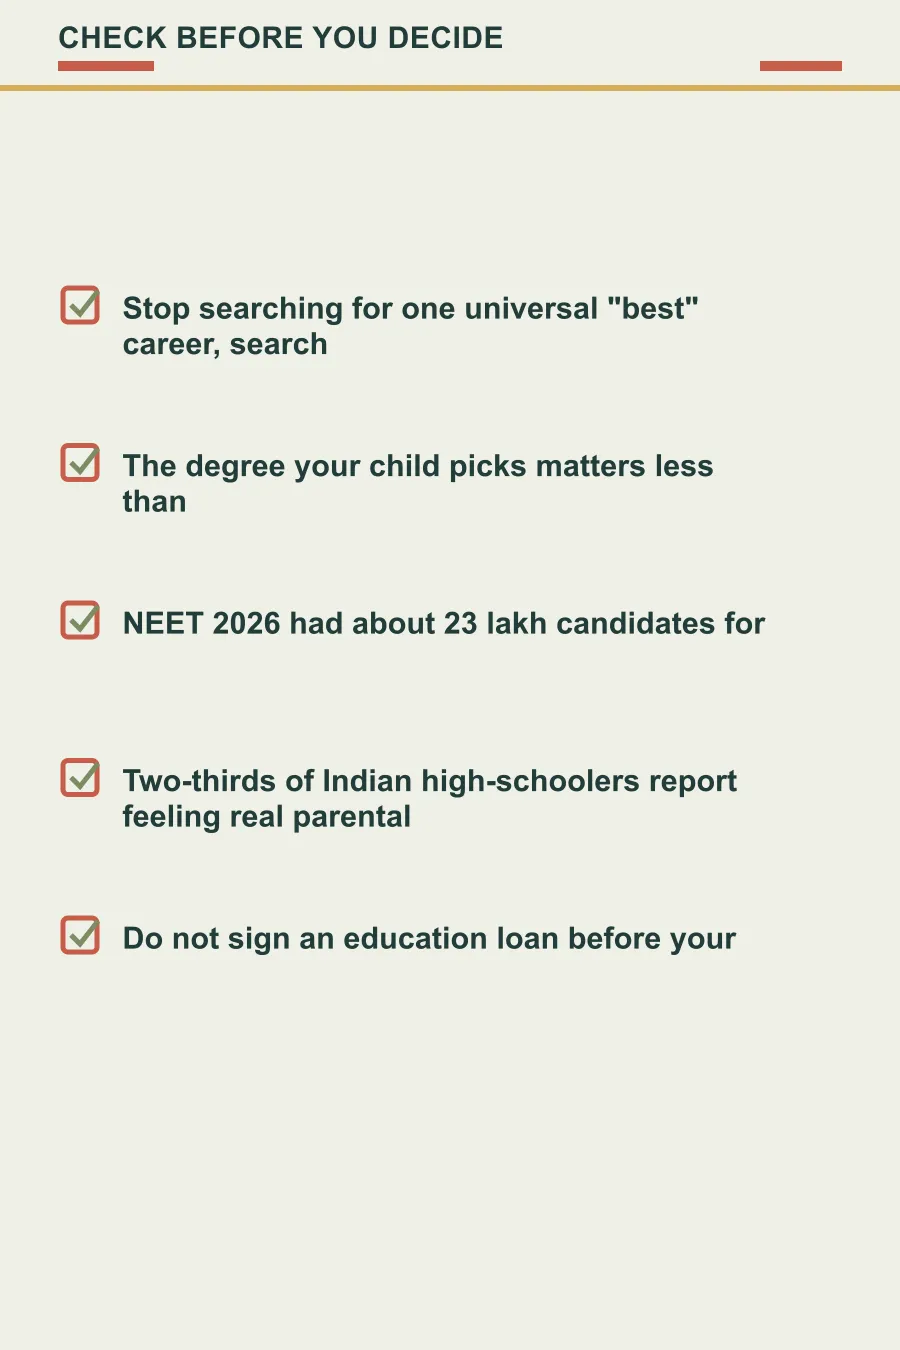 CHECK BEFORE YOU DECIDE
Stop searching for one universal "best"
career, search
The degree your child picks matters less
than
NEET 2026 had about 23 lakh candidates for
Two-thirds of Indian high-schoolers report
feeling real parental
Do not sign an education loan before your